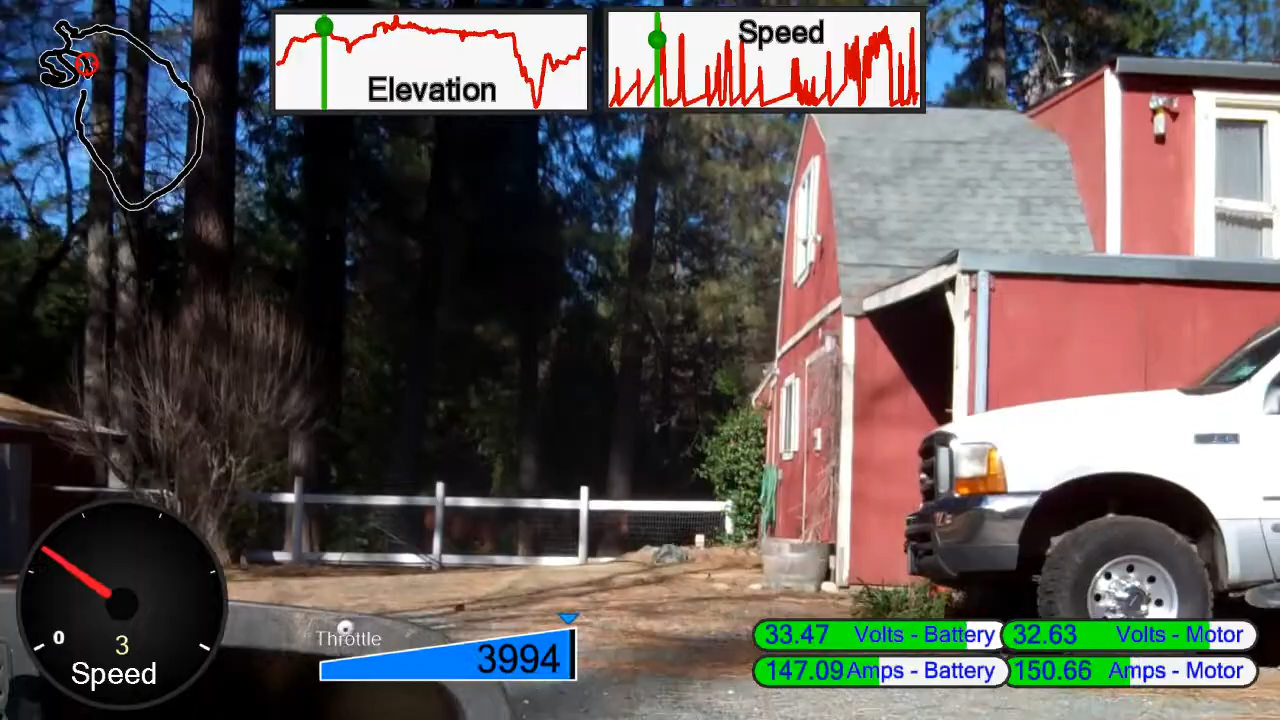 Elevation
Speed
0
3
Speed
Throttle
3994
33.47 Volts - Battery
32.63 Volts - Motor
147.09 Amps - Battery
150.66 Amps - Motor